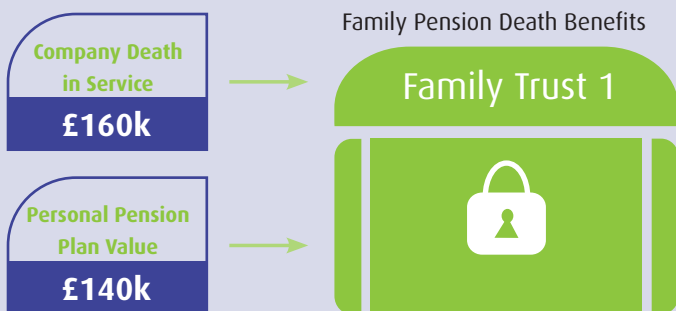 Family Pension Death Benefits
Company Death
in Service
£160k
Family Trust 1
Personal Pension
Plan Value
£140k